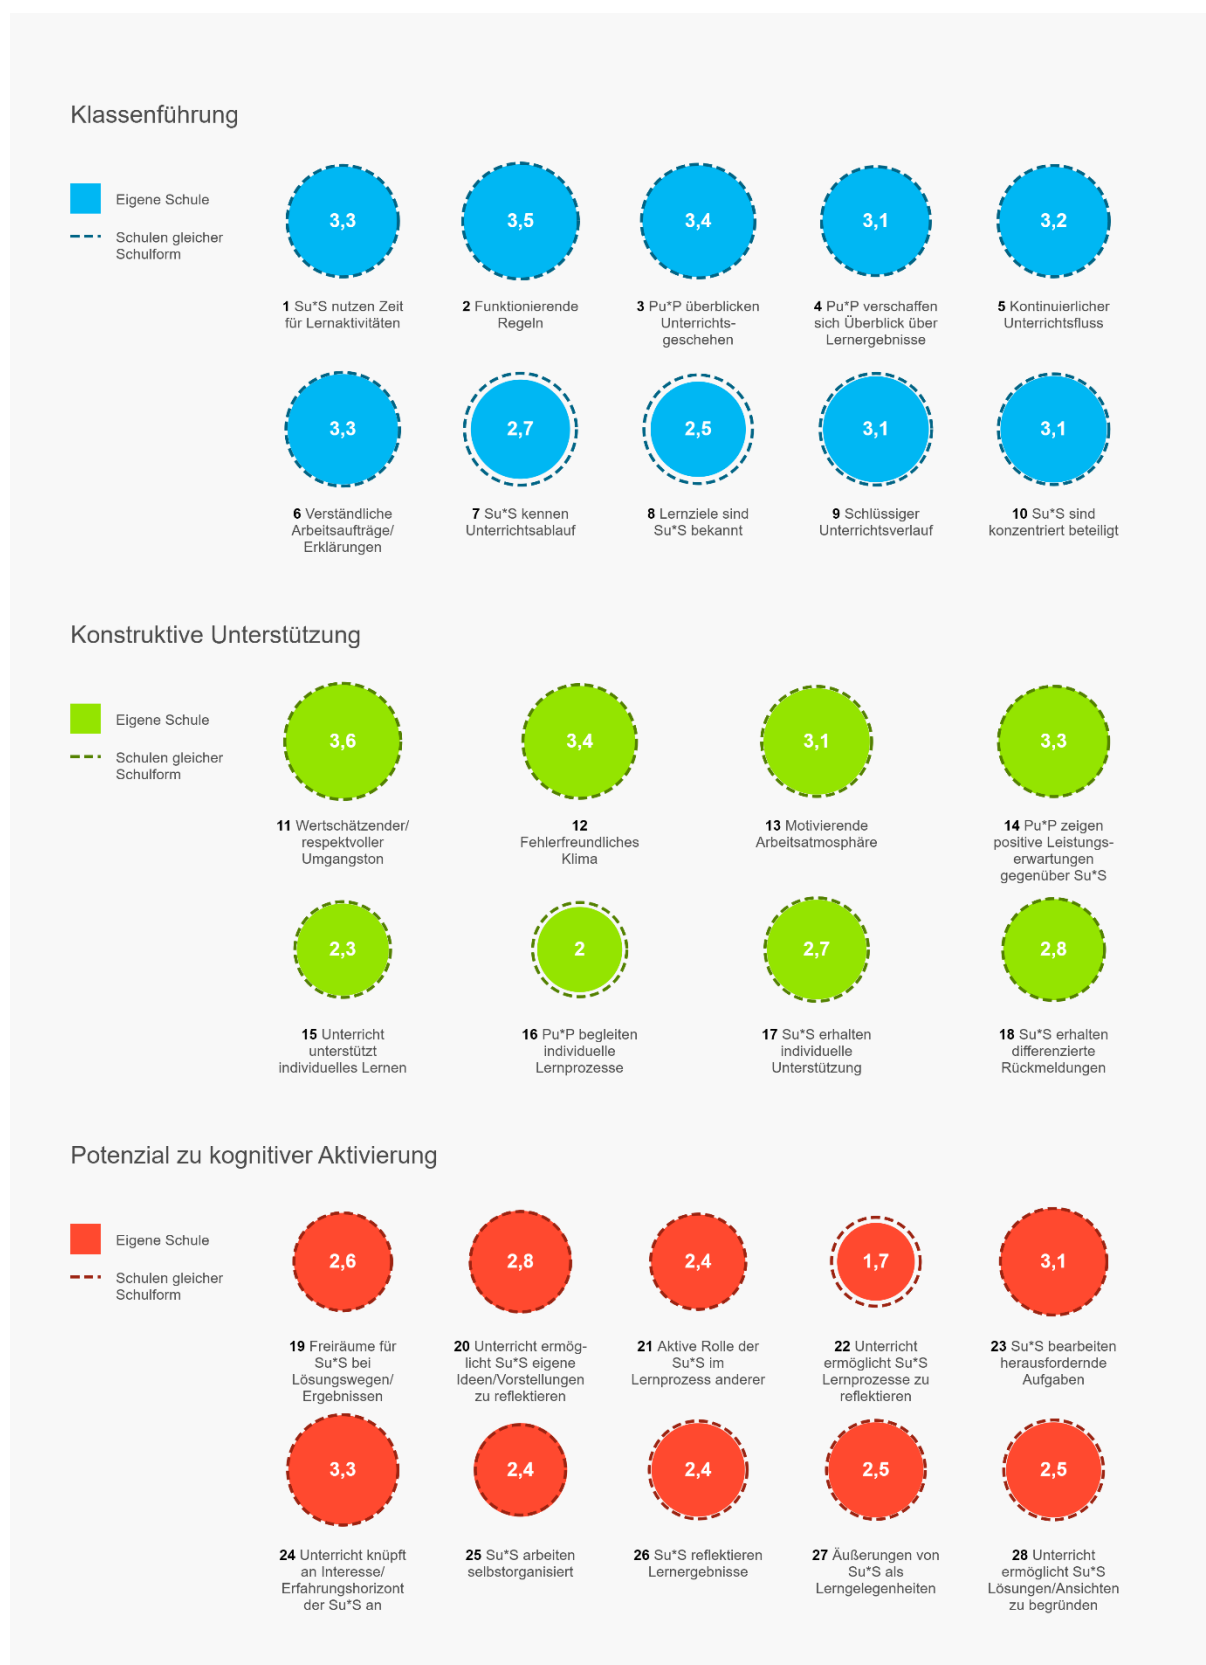 Klassenführung
Eigene Schule
Schulen gleicher
Schulform
3,3
3,5
3,4
3,1
3,2
1 Su*S nutzen Zeit
für Lernaktivitäten
2 Funktionierende
Regeln
3 Pu*P überblicken
Unterrichts-
geschehen
4 Pu*P verschaffen
sich Überblick über
Lernergebnisse
5 Kontinuierlicher
Unterrichtsfluss
3,3
2,7
2,5
3,1
3,1
6 Verständliche
Arbeitsaufträge/
Erklärungen
7 Su*S kennen
Unterrichtsablauf
8 Lernziele sind
Su*S bekannt
9 Schlüssiger
Unterrichtsverlauf
10 Su*S sind
konzentriert beteiligt
Konstruktive Unterstützung
Eigene Schule
Schulen gleicher
Schulform
3,6
3,4
3,1
3,3
11 Wertschätzender/
respektvoller
Umgangston
12
Fehlerfreundliches
Klima
13 Motivierende
Arbeitsatmosphäre
14 Pu*P zeigen
positive Leistungs-
erwartungen
gegenüber Su*S
2,3
2
2,7
2,8
15 Unterricht
unterstützt
individuelles Lernen
16 Pu*P begleiten
individuelle
Lernprozesse
17 Su*S erhalten
individuelle
Unterstützung
18 Su*S erhalten
differenzierte
Rückmeldungen
Potenzial zu kognitiver Aktivierung
Eigene Schule
Schulen gleicher
Schulform
2,6
2,8
2,4
1,7
3,1
19 Freiräume für
Su*S bei
Lösungswegen/
Ergebnissen
20 Unterricht ermög-
licht Su*S eigene
Ideen/Vorstellungen
zu reflektieren
21 Aktive Rolle der
Su*S im
Lernprozess anderer
22 Unterricht
ermöglicht Su*S
Lernprozesse zu
reflektieren
23 Su*S bearbeiten
herausfordernde
Aufgaben
3,3
2,4
2,4
2,5
2,5
24 Unterricht knüpft
an Interesse/
Erfahrungshorizont
der Su*S an
25 Su*S arbeiten
selbstorganisiert
26 Su*S reflektieren
Lernergebnisse
27 Äußerungen von
Su*S als
Lerngelegenheiten
28 Unterricht
ermöglicht Su*S
Lösungen/Ansichten
zu begründen